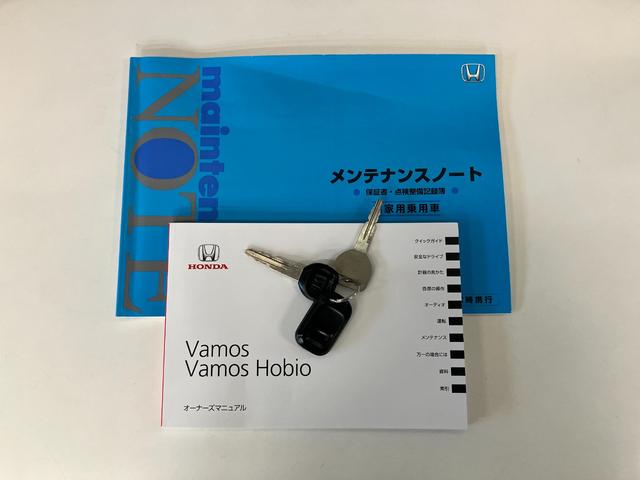 mainten
NOTE
メンテナンスノート
保証書・点検整備記録簿
家用乗用車
時携行
HONDA
Vamos
Vamos Hobio
オーナーズマニュアル
クイックガイド
安全なドライブ
計器の見かた
各部の操作
オーディオ
運転
メンテナンス
万一の場合には
資料
索引